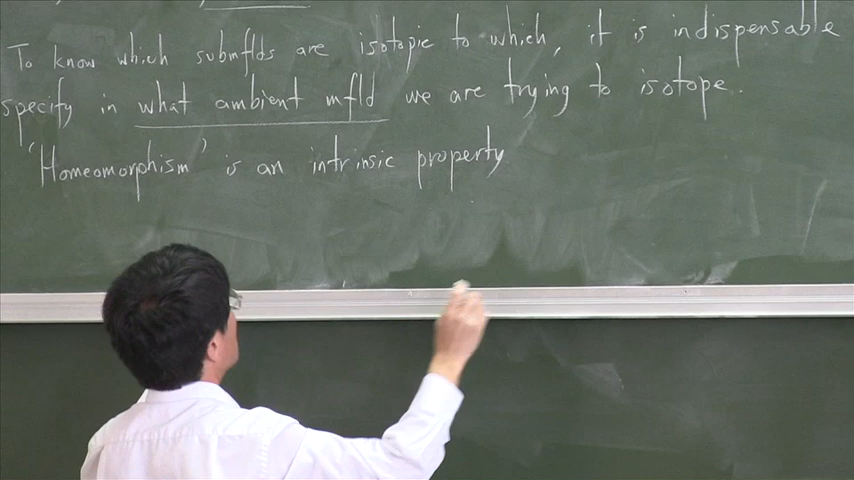 To know which submflds are isotopic to which, it is indispensable
specify in what ambient mfld we are trying to isotope.
'Homeomorphism' is an intrinsic property